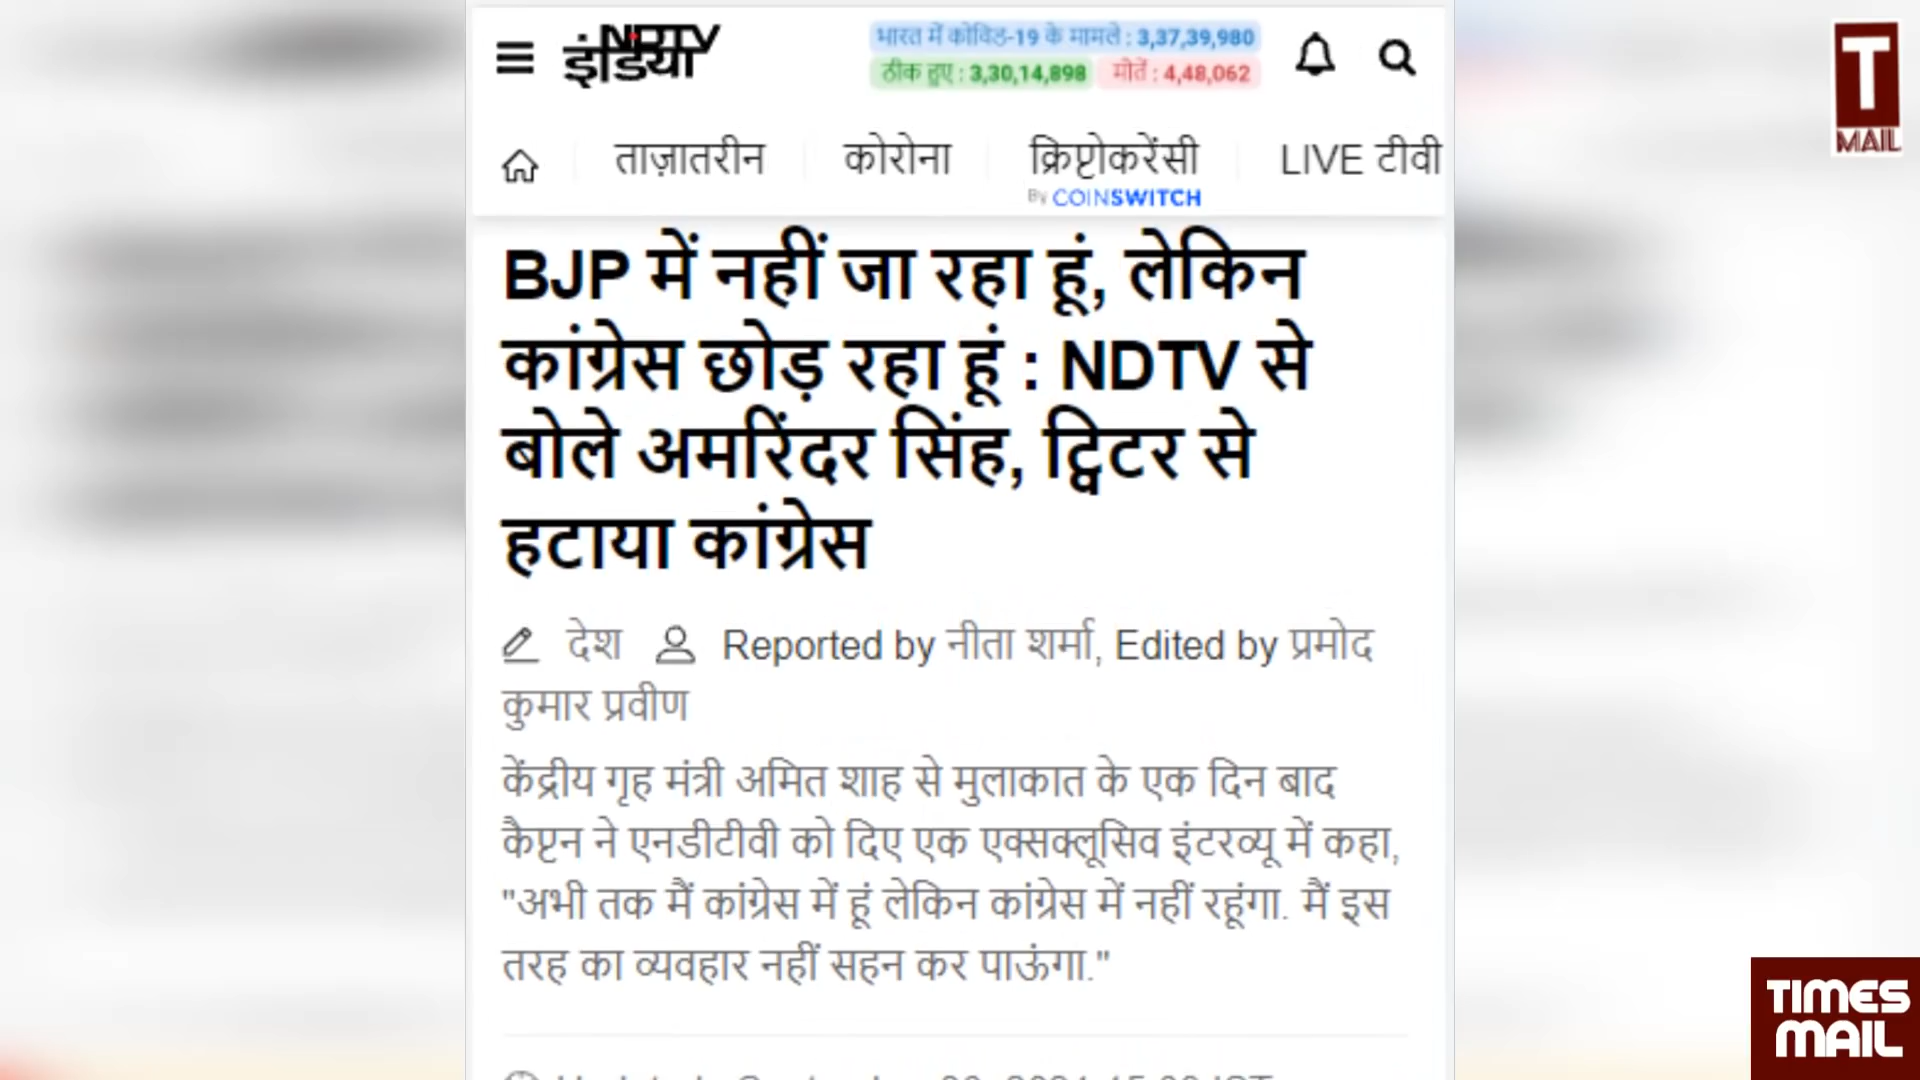 NDTV
इंडिया
भारत में कोविड-19 के मामले : 3,37,39,980
ठीक हुए : 3,30,14,898 मौतें : 4,48,062
ताज़ातरीन कोरोना क्रिप्टोकरेंसी LIVE टीवी
By COINSWITCH
BJP में नहीं जा रहा हूं, लेकिन
कांग्रेस छोड़ रहा हूं : NDTV से
बोले अमरिंदर सिंह, ट्विटर से
हटाया कांग्रेस
देश Reported by नीता शर्मा, Edited by प्रमोद
कुमार प्रवीण
केंद्रीय गृह मंत्री अमित शाह से मुलाकात के एक दिन बाद
कैप्टन ने एनडीटीवी को दिए एक एक्सक्लूसिव इंटरव्यू में कहा,
"अभी तक मैं कांग्रेस में हूं लेकिन कांग्रेस में नहीं रहूंगा. मैं इस
तरह का व्यवहार नहीं सहन कर पाऊंगा."
T
MAIL
TIMES
MAIL